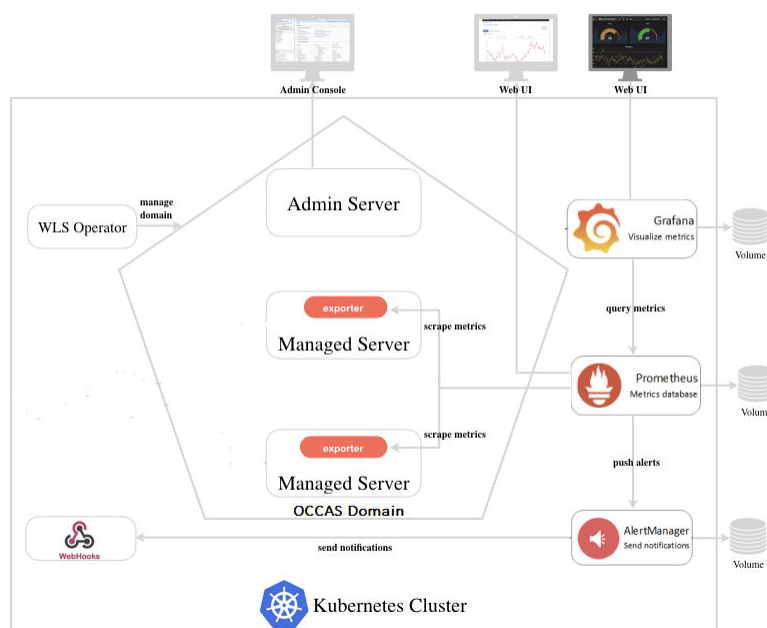 Admin Console
Web UI
Web UI
manage
domain
WLS Operator
Admin Server
Grafana
Visualize metrics
Volume
exporter
scrape metrics
Managed Server
query metrics
Prometheus
Metrics database
Volum
exporter
scrape metrics
Managed Server
OCCAS Domain
push alerts
WebHooks
send notifications
AlertManager
Send notifications
Volume
Kubernetes Cluster